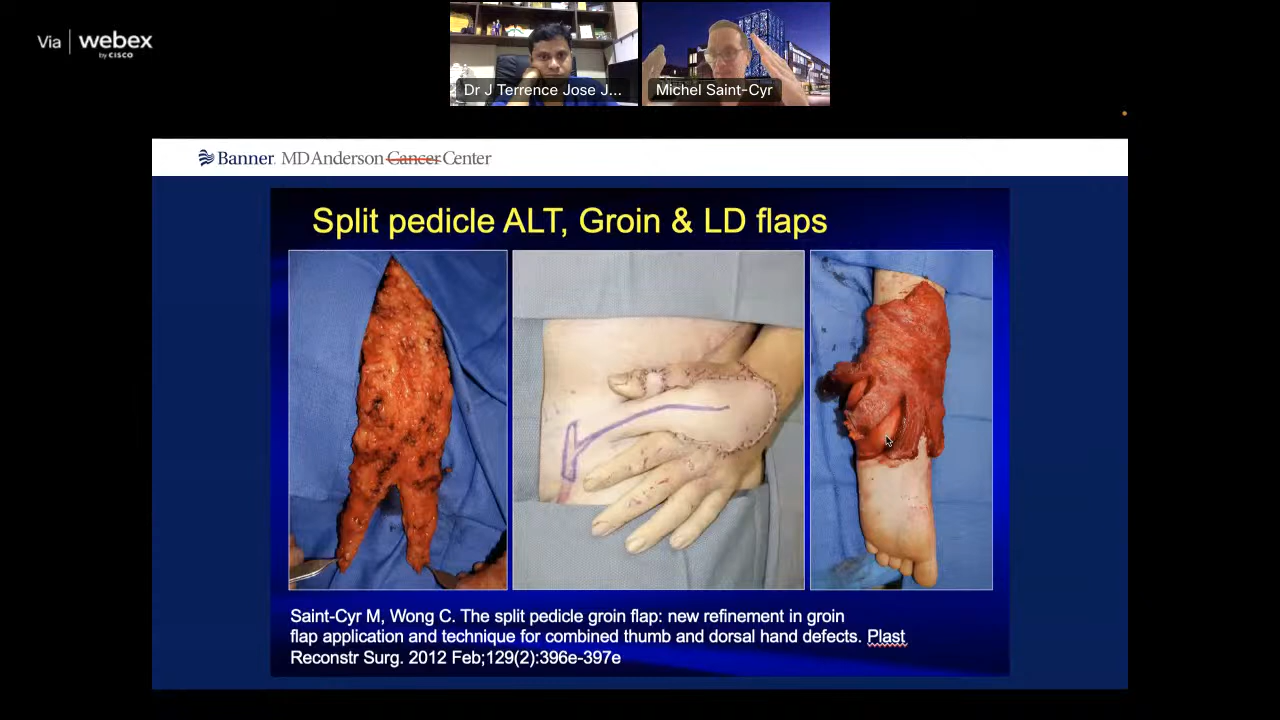 Via webex
by CISCO
Dr J Terrence Jose J...
Michel Saint-Cyr
Banner MD Anderson Cancer Center
Split pedicle ALT, Groin & LD flaps
Saint-Cyr M, Wong C. The split pedicle groin flap: new refinement in groin
flap application and technique for combined thumb and dorsal hand defects. Plast
Reconstr Surg. 2012 Feb;129(2):396e-397e